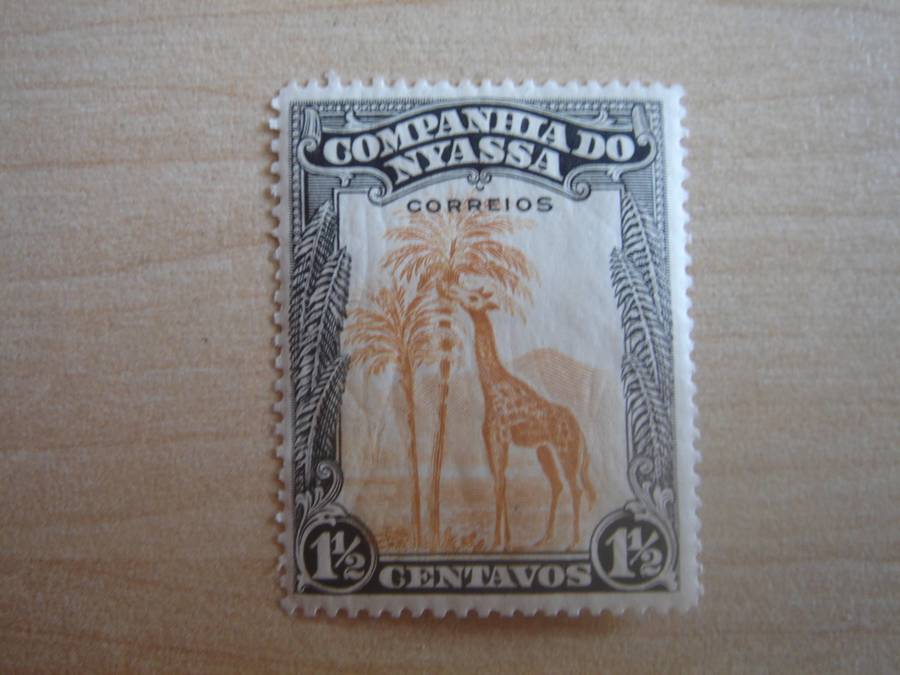 COMPANHIA DO
NYASSA
CORREIOS
1½ CENTAVOS 1½